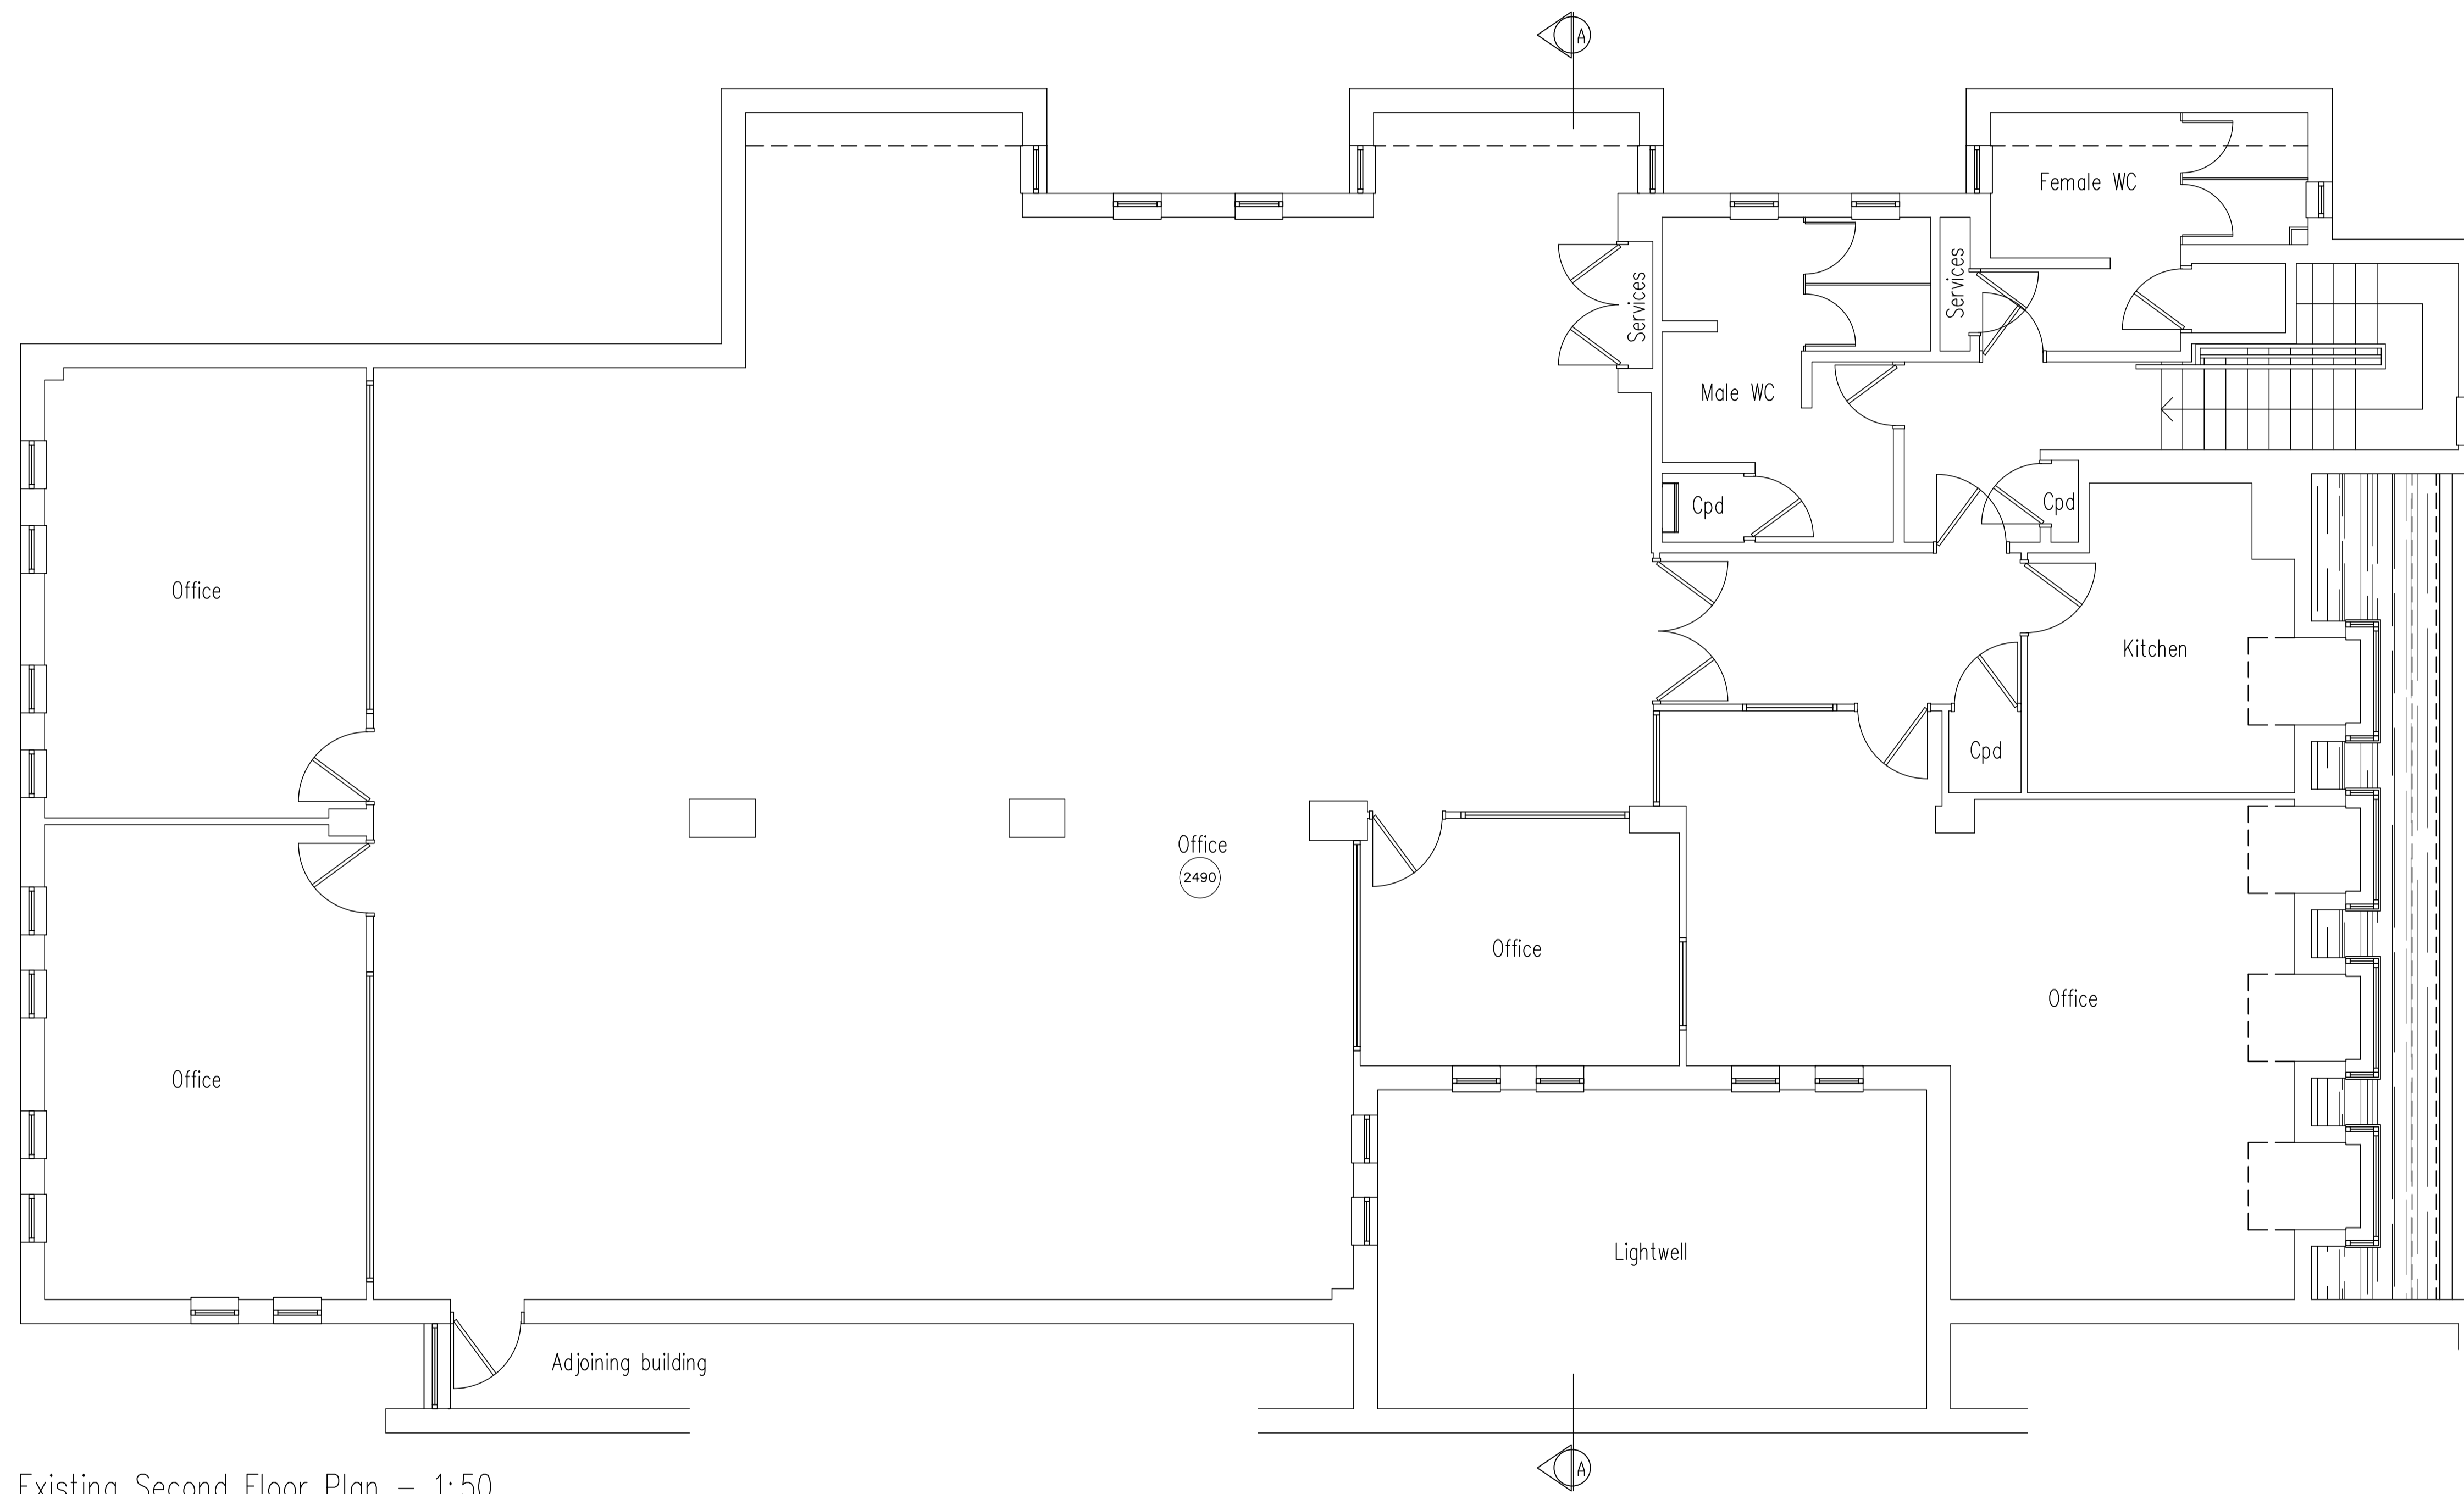 A
Female WC
Services
Services
Male WC
Cpd
Cpd
Office
Kitchen
Cpd
Office
2490
Office
Office
Office
Lightwell
Adjoining building
A
Existing Second Floor Plan – 1:50